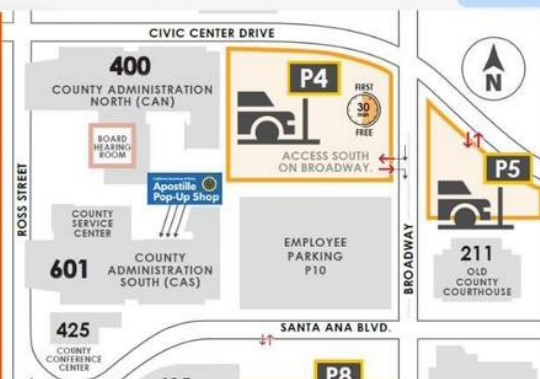 CIVIC CENTER DRIVE
400
COUNTY ADMINISTRATION
NORTH (CAN)
P4
FIRST
30
min
FREE
N
BOARD
HEARING
ROOM
ACCESS SOUTH
ON BROADWAY.
P5
ROSS STREET
Apostille
Pop-Up Shop
COUNTY
SERVICE
CENTER
601
COUNTY
ADMINISTRATION
SOUTH (CAS)
EMPLOYEE
PARKING
P10
BROADWAY
211
OLD
COUNTY
COURTHOUSE
425
COUNTY
CONFERENCE
CENTER
SANTA ANA BLVD.
P8